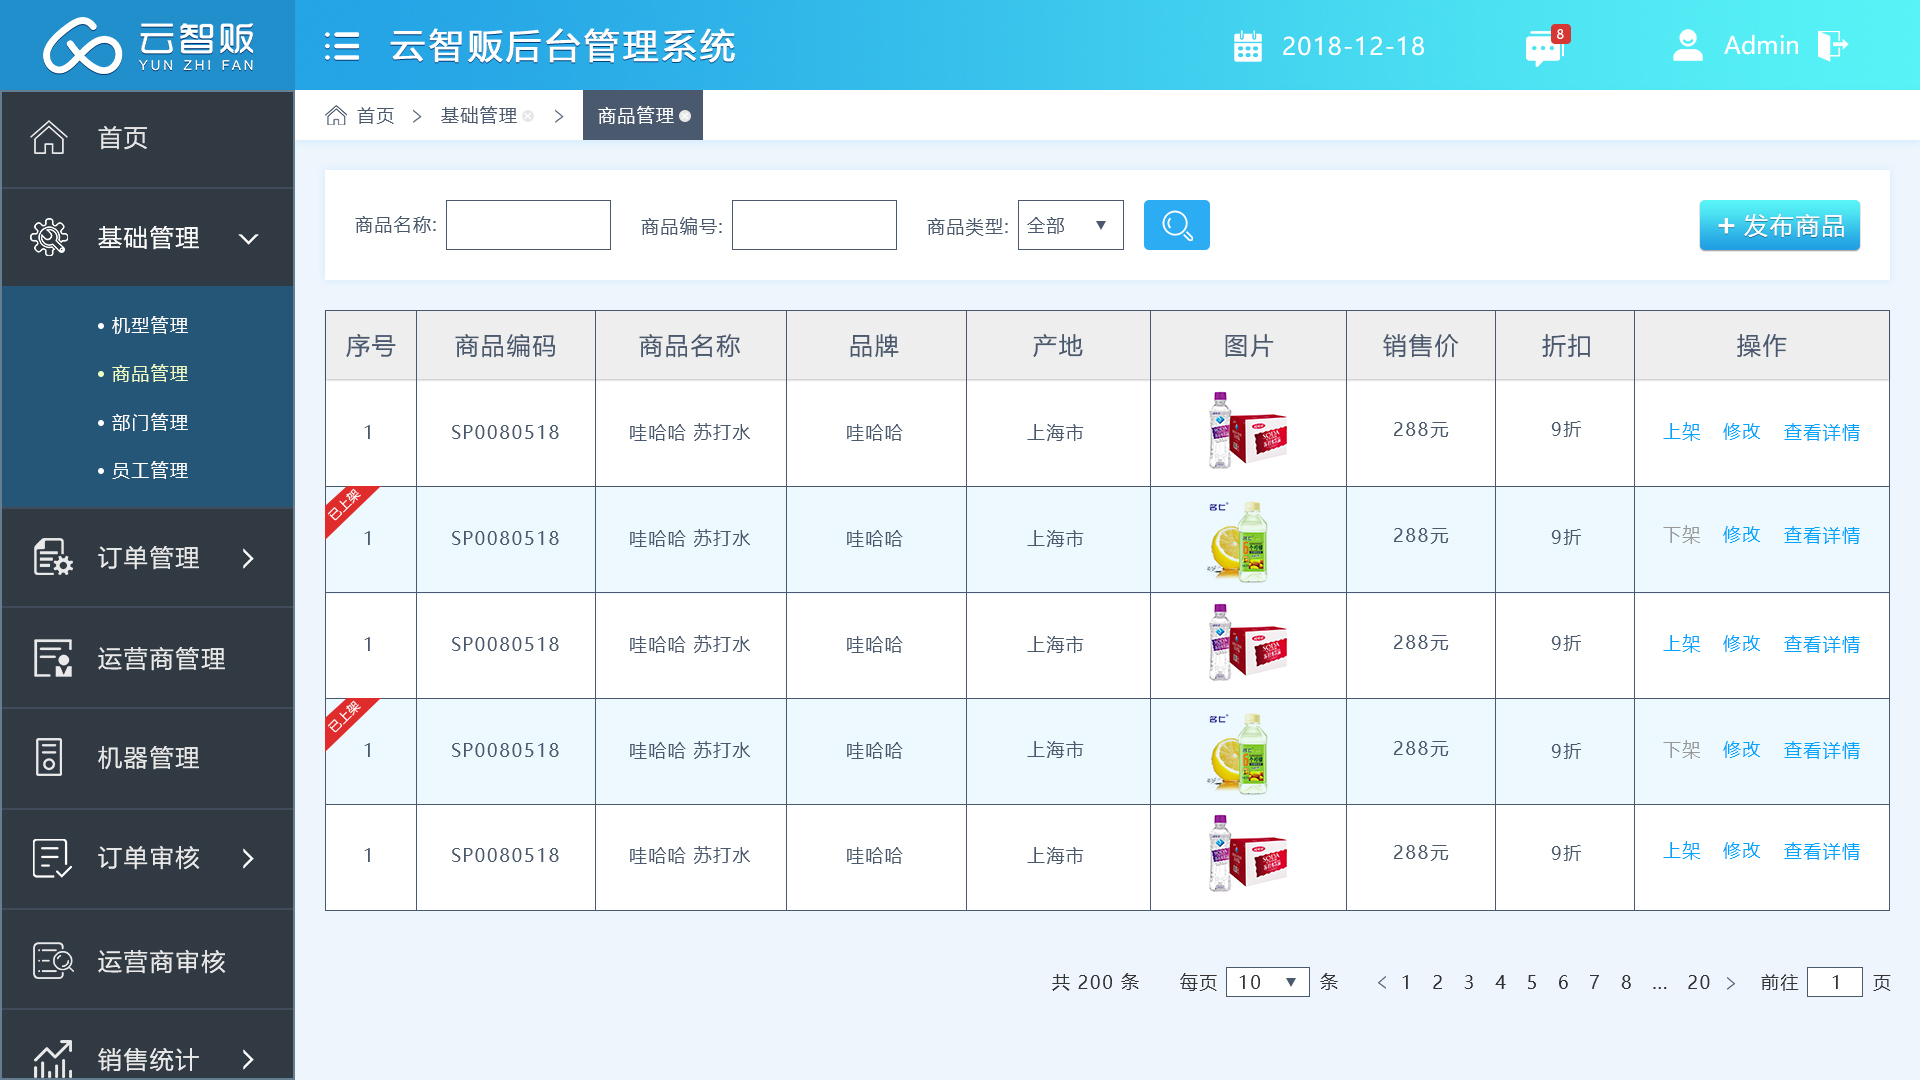 云智贩
YUN ZHI FAN
云智贩后台管理系统
2018-12-18
8
Admin
首页
基础管理
机型管理
商品管理
部门管理
员工管理
订单管理
运营商管理
机器管理
订单审核
运营商审核
销售统计
首页 > 基础管理 > 商品管理
商品名称: 商品编号: 商品类型: 全部 ▼
+ 发布商品
序号 商品编码 商品名称 品牌 产地 图片 销售价 折扣 操作
1 SP0080518 哇哈哈 苏打水 哇哈哈 上海市 SODA 288元 9折 上架 修改 查看详情
已上架
1 SP0080518 哇哈哈 苏打水 哇哈哈 上海市 名仁 288元 9折 下架 修改 查看详情
1 SP0080518 哇哈哈 苏打水 哇哈哈 上海市 SODA 288元 9折 上架 修改 查看详情
已上架
1 SP0080518 哇哈哈 苏打水 哇哈哈 上海市 名仁 288元 9折 下架 修改 查看详情
1 SP0080518 哇哈哈 苏打水 哇哈哈 上海市 SODA 288元 9折 上架 修改 查看详情
共 200 条 每页 10 ▼ 条 < 1 2 3 4 5 6 7 8 ... 20 > 前往 1 页